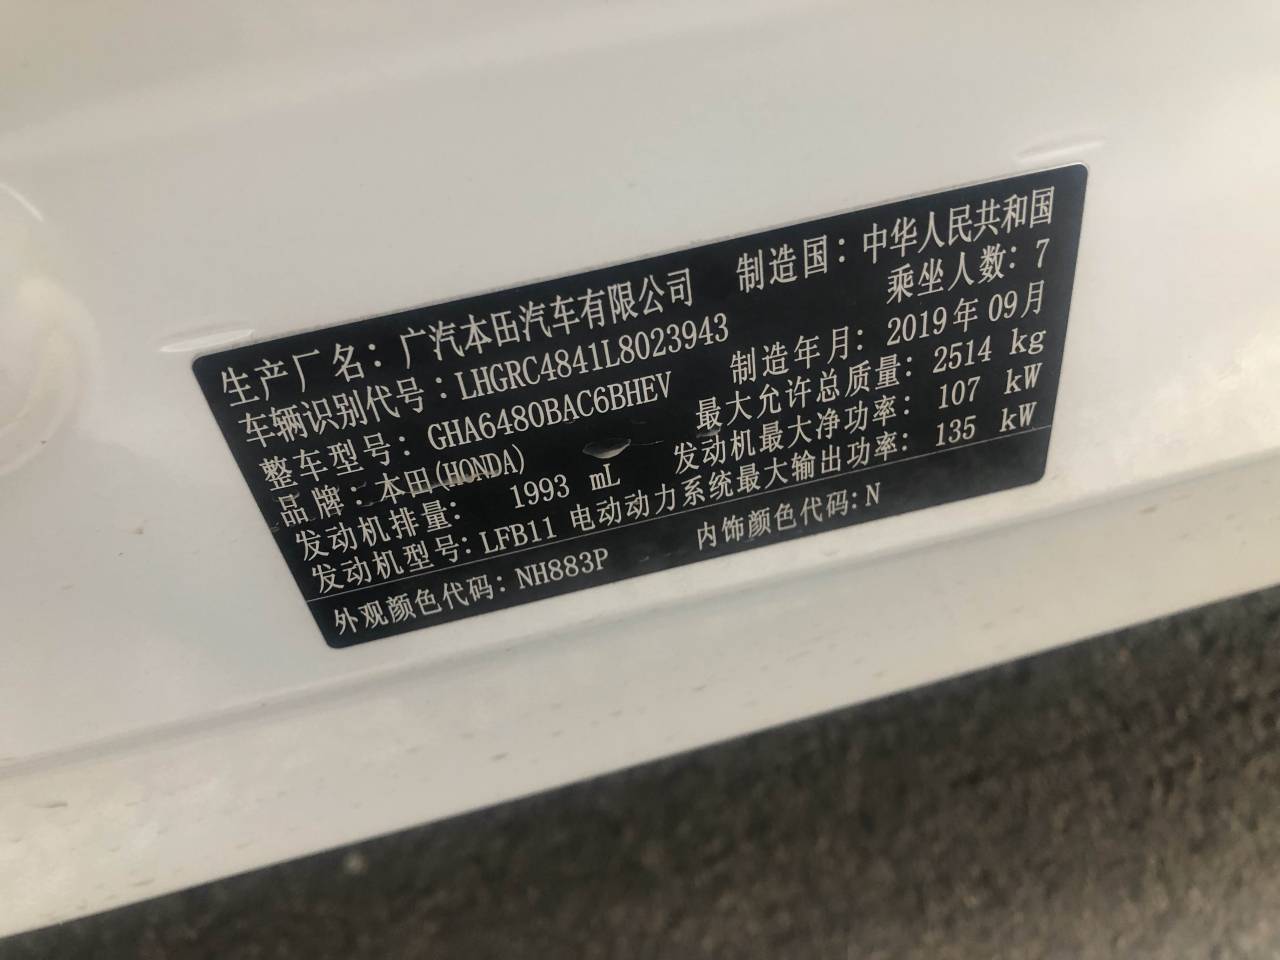 生产厂名：广汽本田汽车有限公司 制造国：中华人民共和国
车辆识别代号：LHGRC4841L8023943 乘坐人数：7
整车型号：GHA6480BAC6BHEV 制造年月：2019年09月
品牌：本田(HONDA) 最大允许总质量：2514 kg
发动机排量：1993 mL 发动机最大净功率：107 kW
发动机型号：LFB11 电动动力系统最大输出功率：135 kW
外观颜色代码：NH883P 内饰颜色代码：N